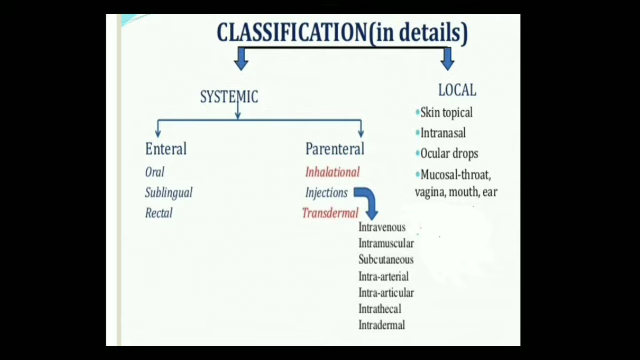 CLASSIFICATION(in details)
SYSTEMIC
Enteral
Oral
Sublingual
Rectal
Parenteral
Inhalational
Injections
Transdermal
Intravenous
Intramuscular
Subcutaneous
Intra-arterial
Intra-articular
Intrathecal
Intradermal
LOCAL
•Skin topical
•Intranasal
•Ocular drops
•Mucosal-throat,
vagina, mouth, ear